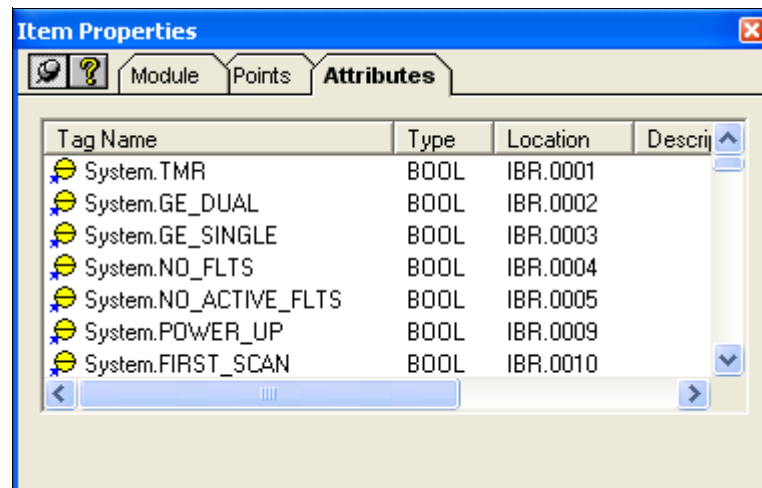 Item Properties
Module Points Attributes
Tag Name Type Location Descrip
System.TMR BOOL IBR.0001
System.GE_DUAL BOOL IBR.0002
System.GE_SINGLE BOOL IBR.0003
System.NO_FLTS BOOL IBR.0004
System.NO_ACTIVE_FLTS BOOL IBR.0005
System.POWER_UP BOOL IBR.0009
System.FIRST_SCAN BOOL IBR.0010